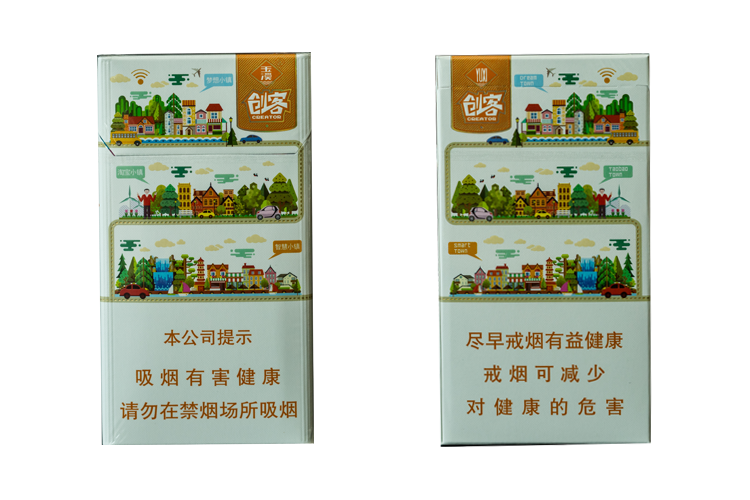 玉溪
创客
CREATOR
梦想小镇
淘宝小镇
智慧小镇
本公司提示
吸烟有害健康
请勿在禁烟场所吸烟
YUXI
创客
CREATOR
Dream
Town
TaoBao
Town
Smart
Town
尽早戒烟有益健康
戒烟可减少
对健康的危害